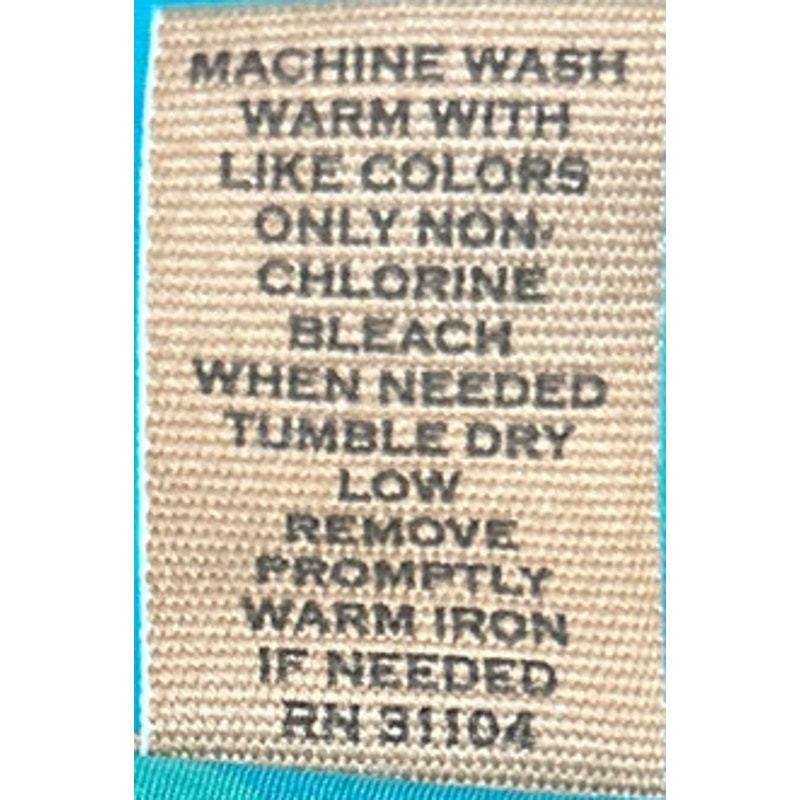 MACHINE WASH
WARM WITH
LIKE COLORS
ONLY NON-
CHLORINE
BLEACH
WHEN NEEDED
TUMBLE DRY
LOW
REMOVE
PROMPTLY
WARM IRON
IF NEEDED
RN 31104